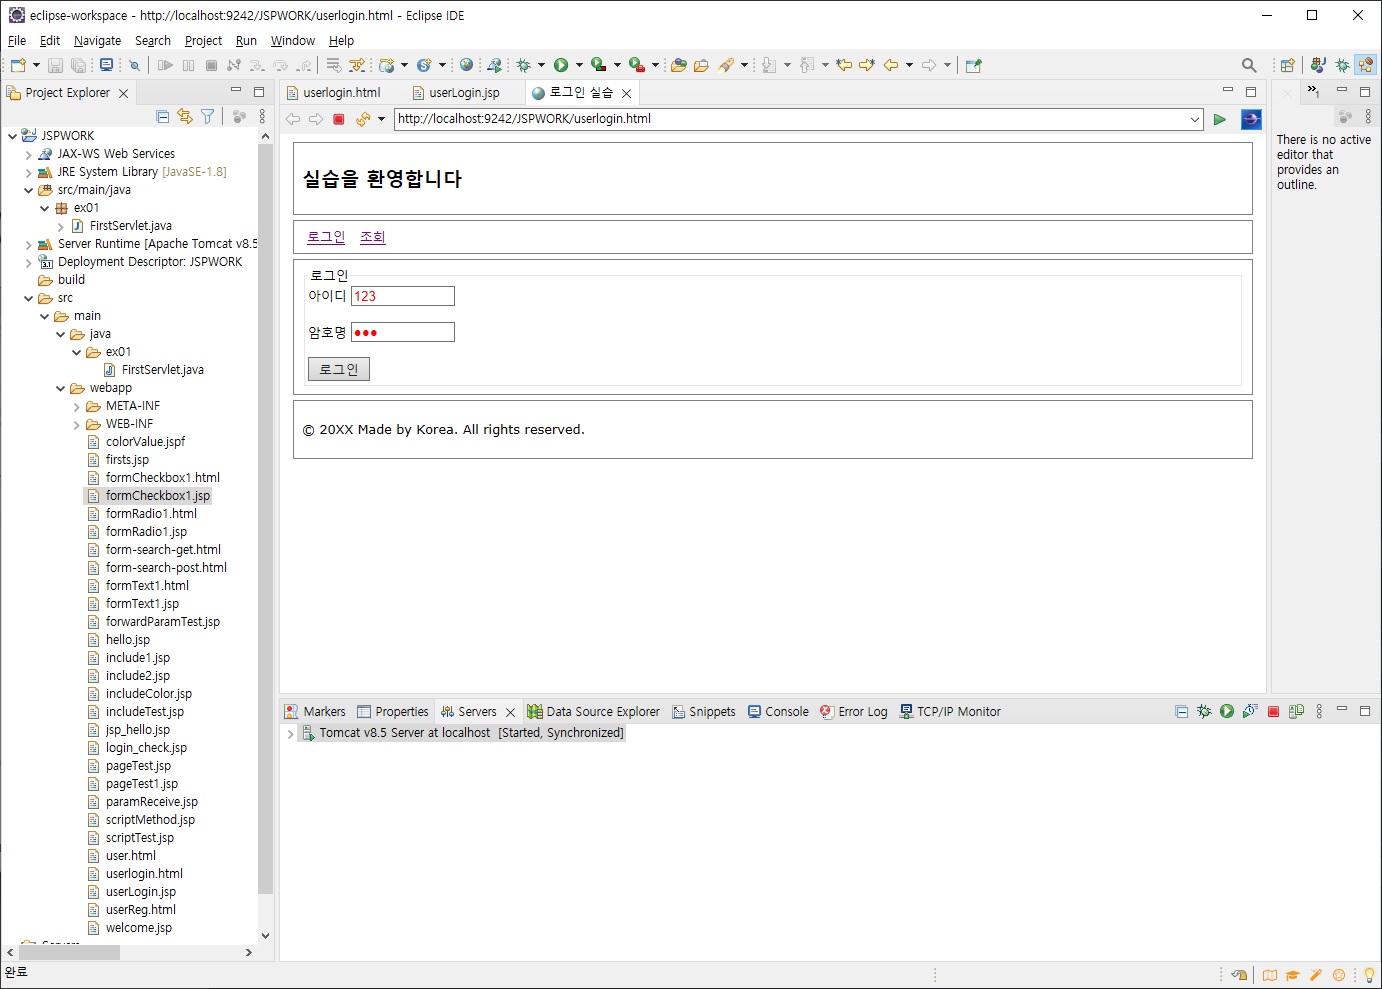 eclipse-workspace - http://localhost:9242/JSPWORK/userlogin.html - Eclipse IDE
File Edit Navigate Search Project Run Window Help
Project Explorer
JSPWORK
JAX-WS Web Services
JRE System Library [JavaSE-1.8]
src/main/java
ex01
FirstServlet.java
Server Runtime [Apache Tomcat v8.5
Deployment Descriptor: JSPWORK
build
src
main
java
ex01
FirstServlet.java
webapp
META-INF
WEB-INF
colorValue.jspf
firsts.jsp
formCheckbox1.html
formCheckbox1.jsp
formRadio1.html
formRadio1.jsp
form-search-get.html
form-search-post.html
formText1.html
formText1.jsp
forwardParamTest.jsp
hello.jsp
include1.jsp
include2.jsp
includeColor.jsp
includeTest.jsp
jsp_hello.jsp
login_check.jsp
pageTest.jsp
pageTest1.jsp
paramReceive.jsp
scriptMethod.jsp
scriptTest.jsp
user.html
userlogin.html
userLogin.jsp
userReg.html
welcome.jsp
userlogin.html userLogin.jsp 로그인 실습
http://localhost:9242/JSPWORK/userlogin.html
실습을 환영합니다
로그인 조회
로그인
아이디 123
암호명 ●●●
로그인
© 20XX Made by Korea. All rights reserved.
There is no active
editor that
provides an
outline.
Markers Properties Servers Data Source Explorer Snippets Console Error Log TCP/IP Monitor
Tomcat v8.5 Server at localhost [Started, Synchronized]
완료